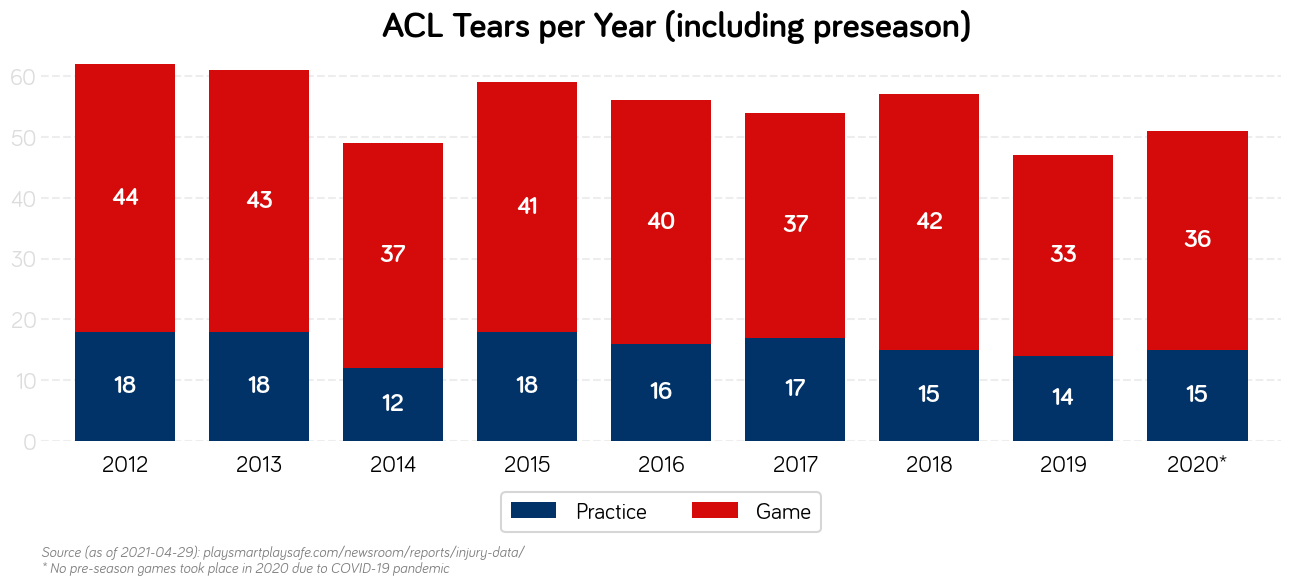 ACL Tears per Year (including preseason)
60
50
40
30
20
10
0
44 43 37 41 40 37 42 33 36
18 18 12 18 16 17 15 14 15
2012 2013 2014 2015 2016 2017 2018 2019 2020*
Practice Game
Source (as of 2021-04-29): playsmartplaysafe.com/newsroom/reports/injury-data/
* No pre-season games took place in 2020 due to COVID-19 pandemic